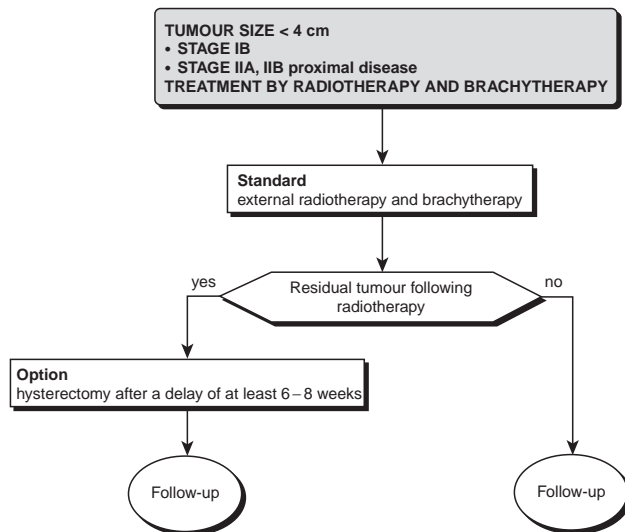 TUMOUR SIZE < 4 cm
• STAGE IB
• STAGE IIA, IIB proximal disease
TREATMENT BY RADIOTHERAPY AND BRACHYTHERAPY
Standard
external radiotherapy and brachytherapy
yes
Residual tumour following
radiotherapy
no
Option
hysterectomy after a delay of at least 6 – 8 weeks
Follow-up
Follow-up